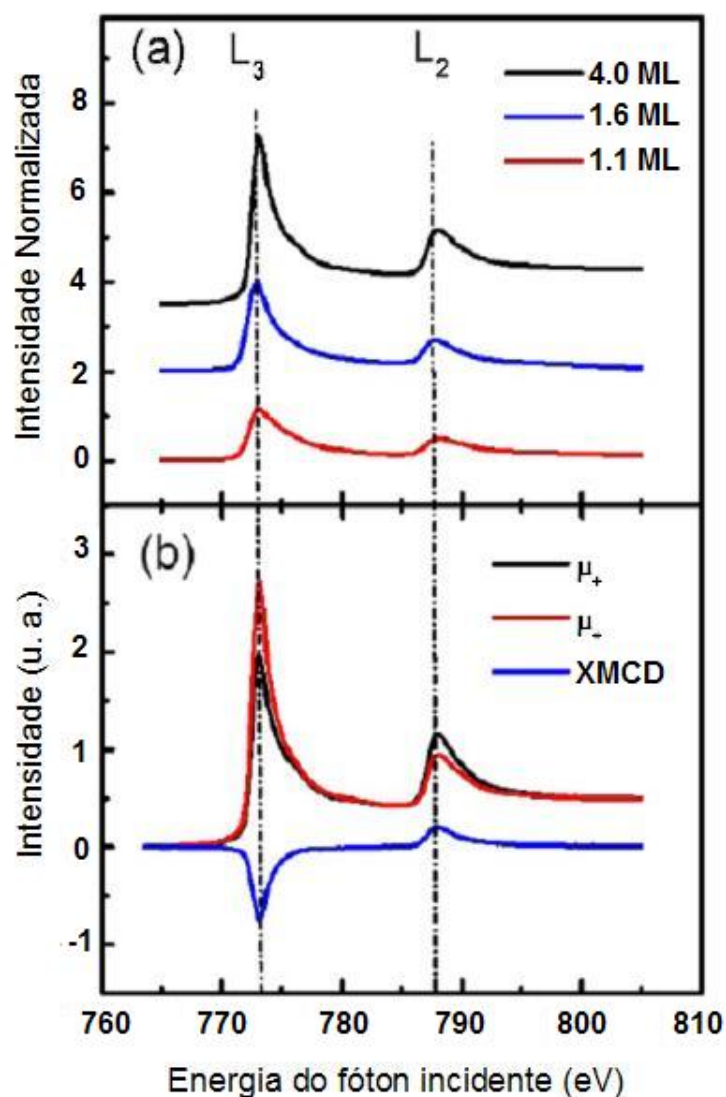 (a)
L₃
L₂
4.0 ML
1.6 ML
1.1 ML
Intensidade Normalizada
8
6
4
2
0
(b)
μ₊
μ₊
XMCD
Intensidade (u. a.)
3
2
1
0
-1
760 770 780 790 800 810
Energia do fóton incidente (eV)